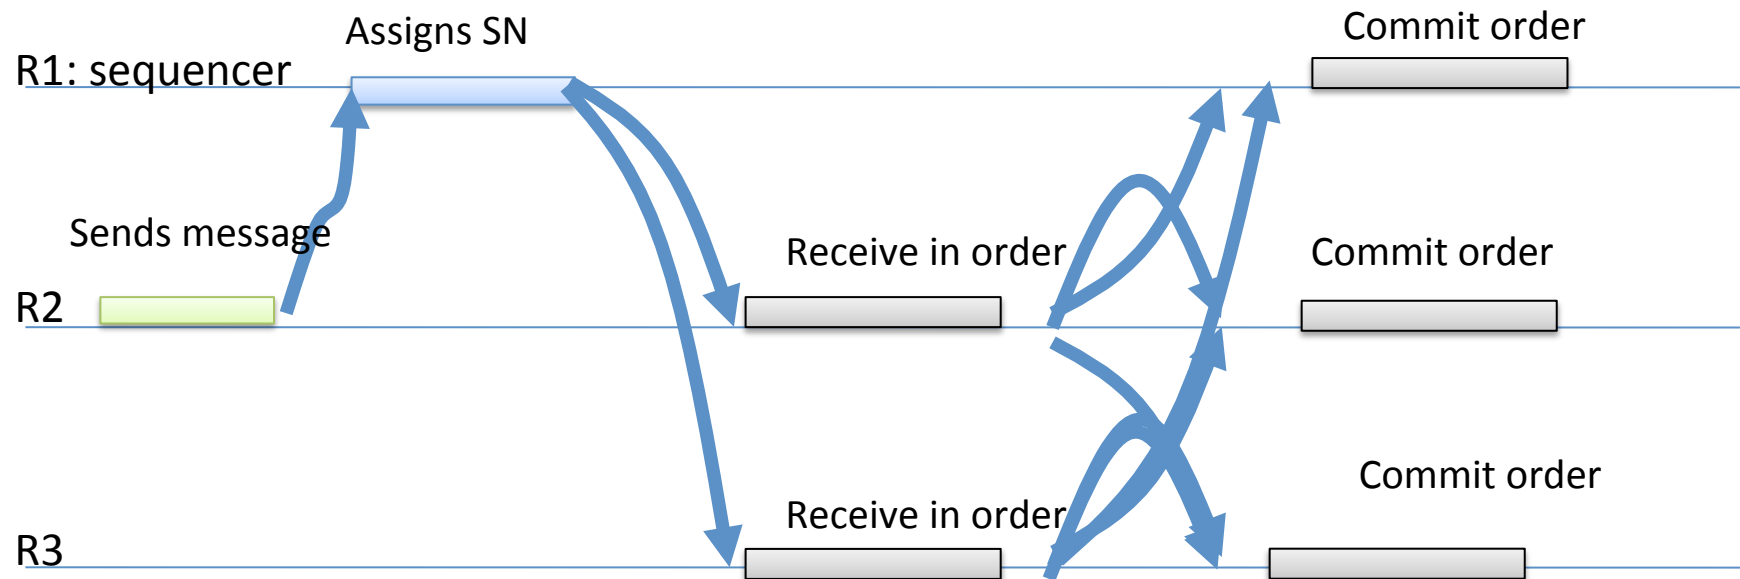 Assigns SN
Commit order
R1: sequencer
Sends message
Receive in order
Commit order
R2
Commit order
Receive in order
R3